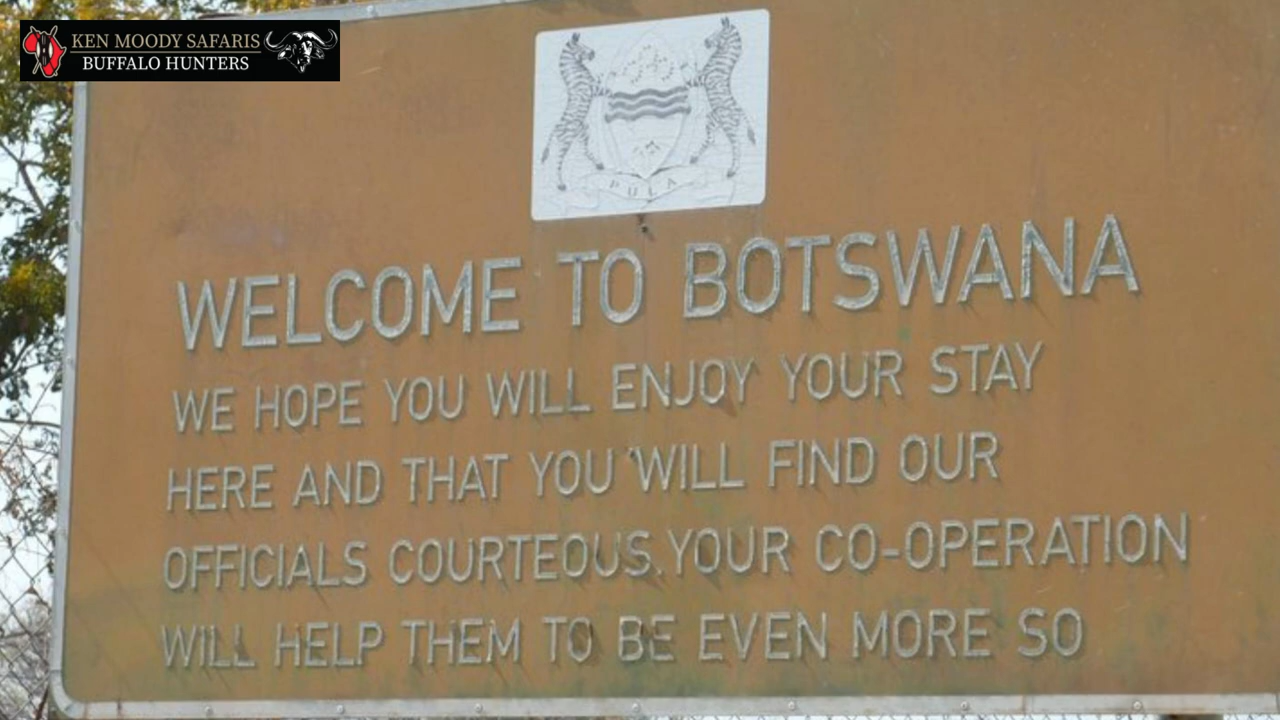 KEN MOODY SAFARIS
BUFFALO HUNTERS
PULA
WELCOME TO BOTSWANA
WE HOPE YOU WILL ENJOY YOUR STAY
HERE AND THAT YOU WILL FIND OUR
OFFICIALS COURTEOUS.YOUR CO-OPERATION
WILL HELP THEM TO BE EVEN MORE SO